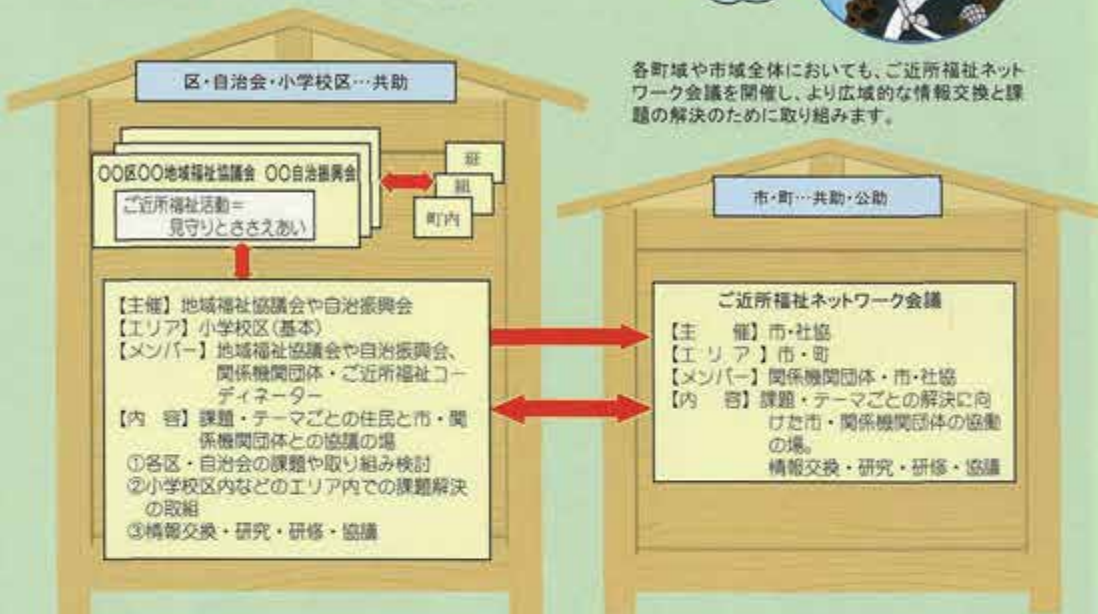 各町域や市域全体においても、ご近所福祉ネット
ワーク会議を開催し、より広域的な情報交換と課
題の解決のために取り組みます。
区・自治会・小学校区…共助
〇〇区〇〇地域福祉協議会 〇〇自治振興会
ご近所福祉活動=
見守りとささえあい
班
組
町内
【主催】地域福祉協議会や自治振興会
【エリア】小学校区(基本)
【メンバー】地域福祉協議会や自治振興会、
関係機関団体・ご近所福祉コー
ディネーター
【内 容】課題・テーマごとの住民と市・関
係機関団体との協議の場
①各区・自治会の課題や取り組み検討
②小学校区内などのエリア内での課題解決
の取組
③情報交換・研究・研修・協議
市・町…共助・公助
ご近所福祉ネットワーク会議
【主 催】市・社協
【エリア】市・町
【メンバー】関係機関団体・市・社協
【内 容】課題・テーマごとの解決に向
けた市・関係機関団体の協働
の場。
情報交換・研究・研修・協議